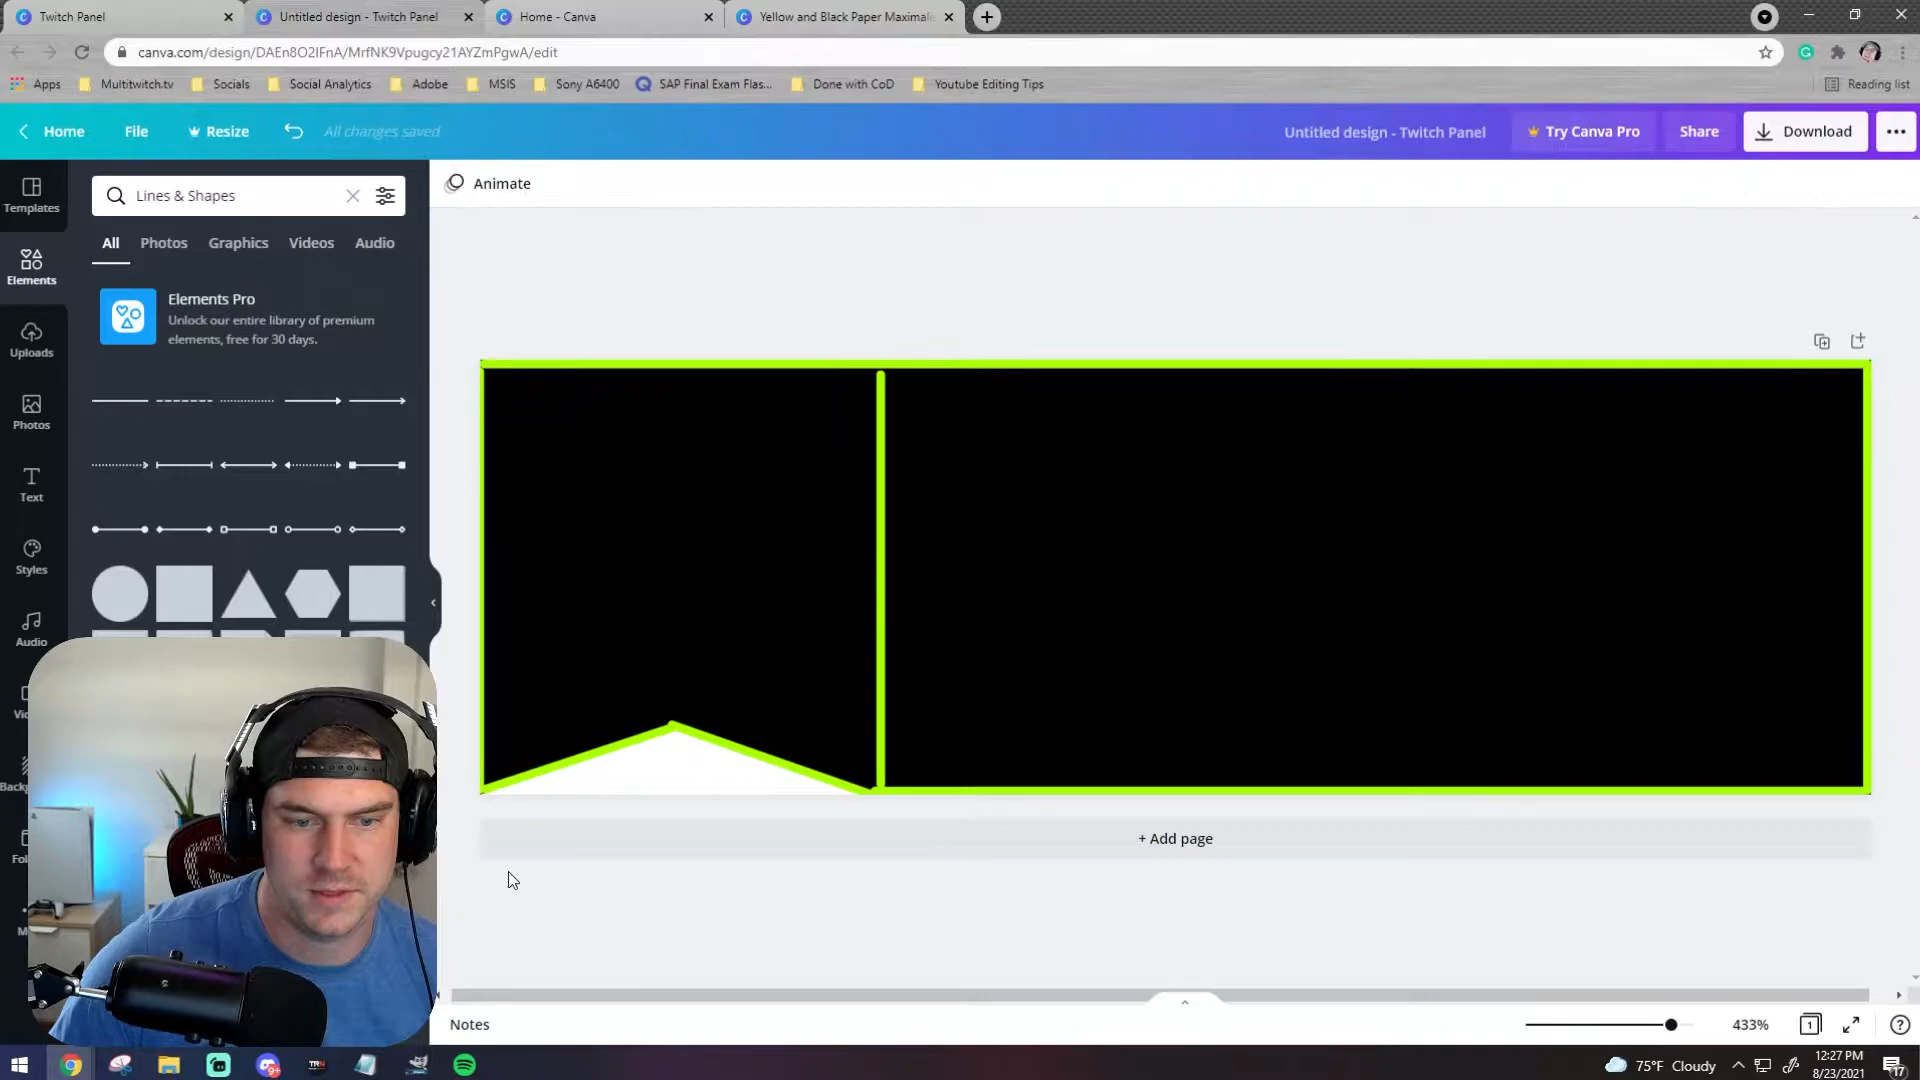 Twitch Panel
Untitled design - Twitch Panel
Home - Canva
Yellow and Black Paper Maximali
canva.com/design/DAEn8O2IFnA/MrfNK9Vpugcy21AYZmPgwA/edit
Apps
Multitwitch.tv
Socials
Social Analytics
Adobe
MSIS
Sony A6400
SAP Final Exam Flas...
Done with CoD
Youtube Editing Tips
Reading list
Home
File
Resize
All changes saved
Untitled design - Twitch Panel
Try Canva Pro
Share
Download
Templates
Elements
Uploads
Photos
Text
Styles
Audio
Lines & Shapes
All
Photos
Graphics
Videos
Audio
Elements Pro
Unlock our entire library of premium
elements, free for 30 days.
Animate
+ Add page
Notes
433%
1
TRN
9+
75°F Cloudy
12:27 PM
8/23/2021
17